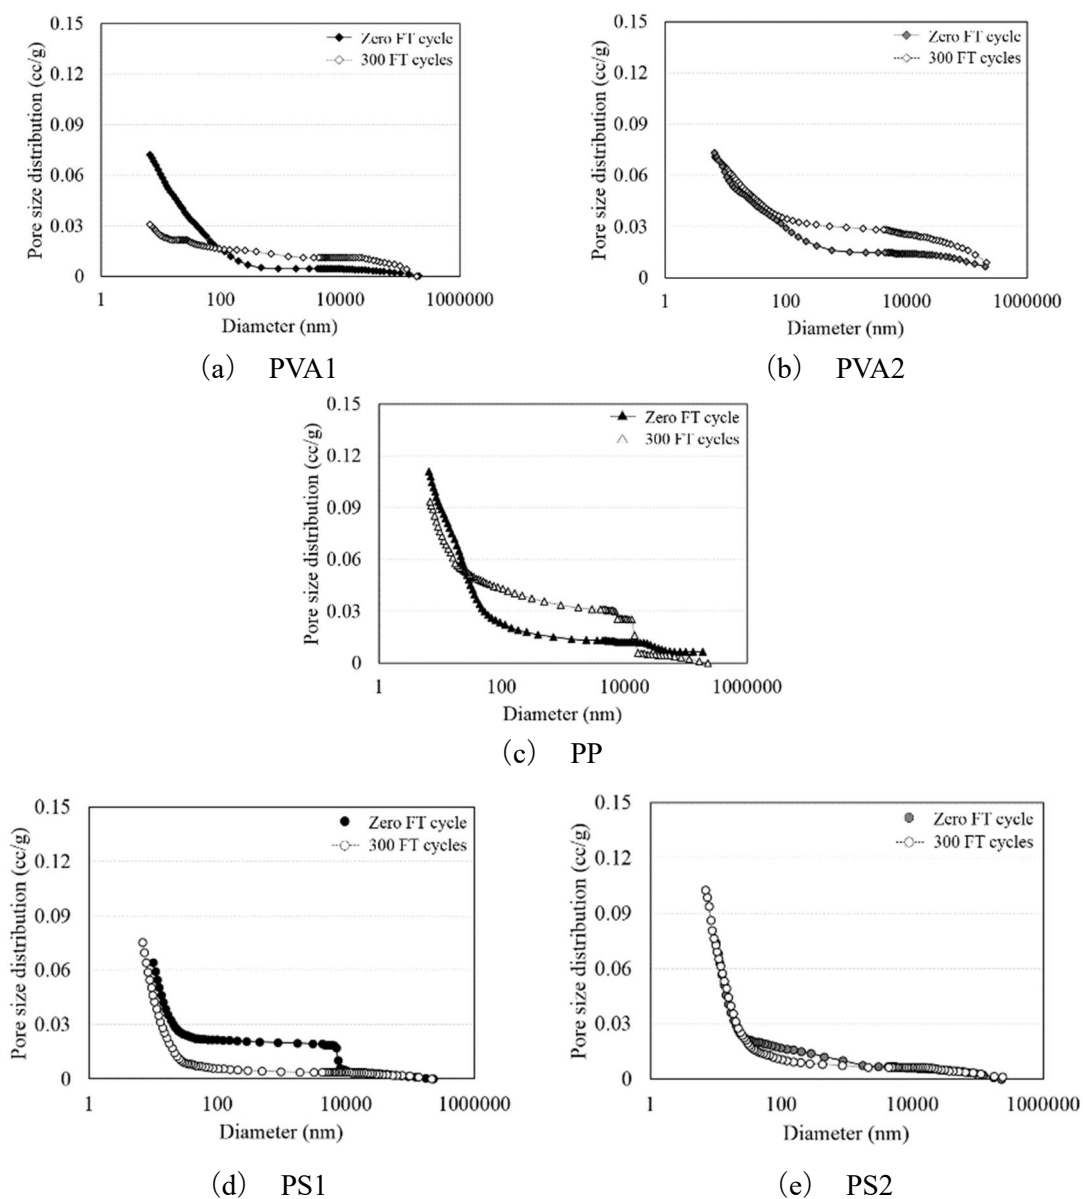 Pore size distribution (cc/g)
0.15
0.12
0.09
0.06
0.03
0
Zero FT cycle
300 FT cycles
1
100
10000
1000000
Diameter (nm)
(a) PVA1
Pore size distribution (cc/g)
0.15
0.12
0.09
0.06
0.03
0
Zero FT cycle
300 FT cycles
1
100
10000
1000000
Diameter (nm)
(b) PVA2
Pore size distribution (cc/g)
0.15
0.12
0.09
0.06
0.03
0
Zero FT cycle
300 FT cycles
1
100
10000
1000000
Diameter (nm)
(c) PP
Pore size distribution (cc/g)
0.15
0.12
0.09
0.06
0.03
0
Zero FT cycle
300 FT cycles
1
100
10000
1000000
Diameter (nm)
(d) PS1
Pore size distribution (cc/g)
0.15
0.12
0.09
0.06
0.03
0
Zero FT cycle
300 FT cycles
1
100
10000
1000000
Diameter (nm)
(e) PS2